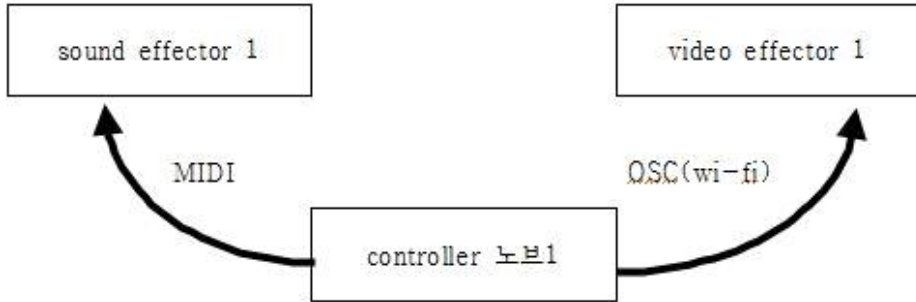 sound effector 1
video effector 1
MIDI
OSC(wi-fi)
controller 노브1